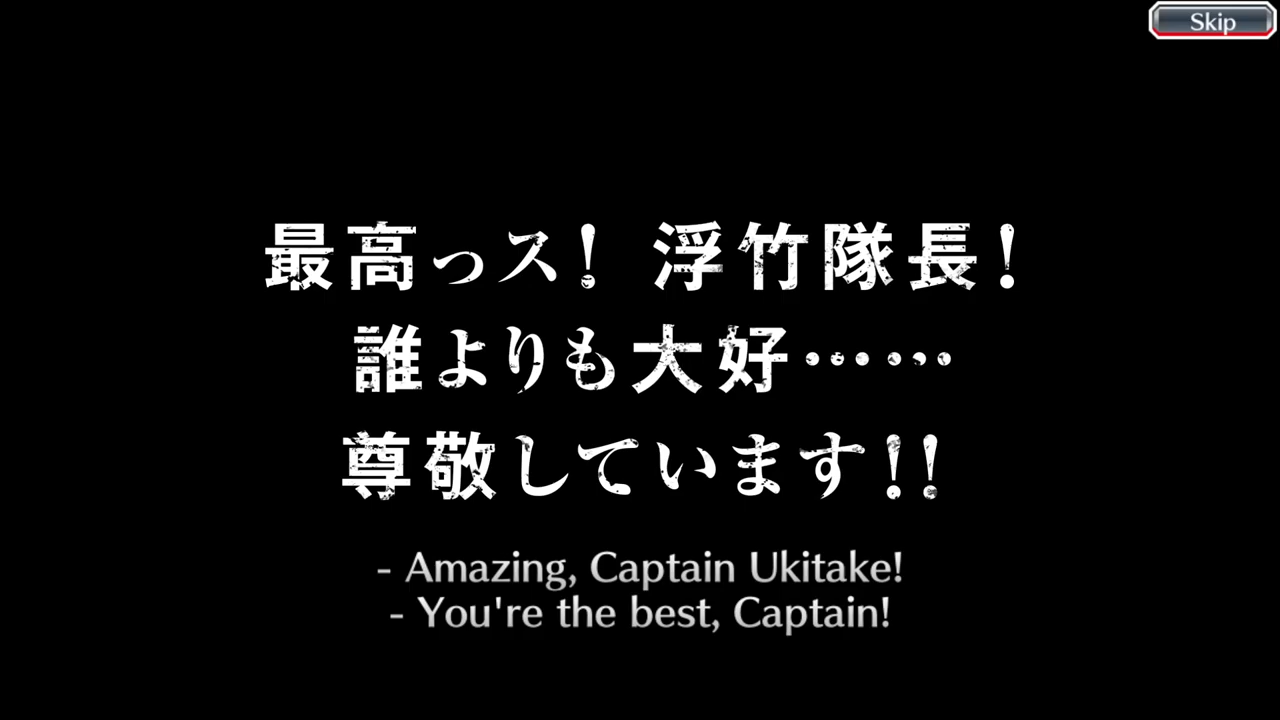 Skip
最高っス! 浮竹隊長!
誰よりも大好……
尊敬しています!!
- Amazing, Captain Ukitake!
- You're the best, Captain!